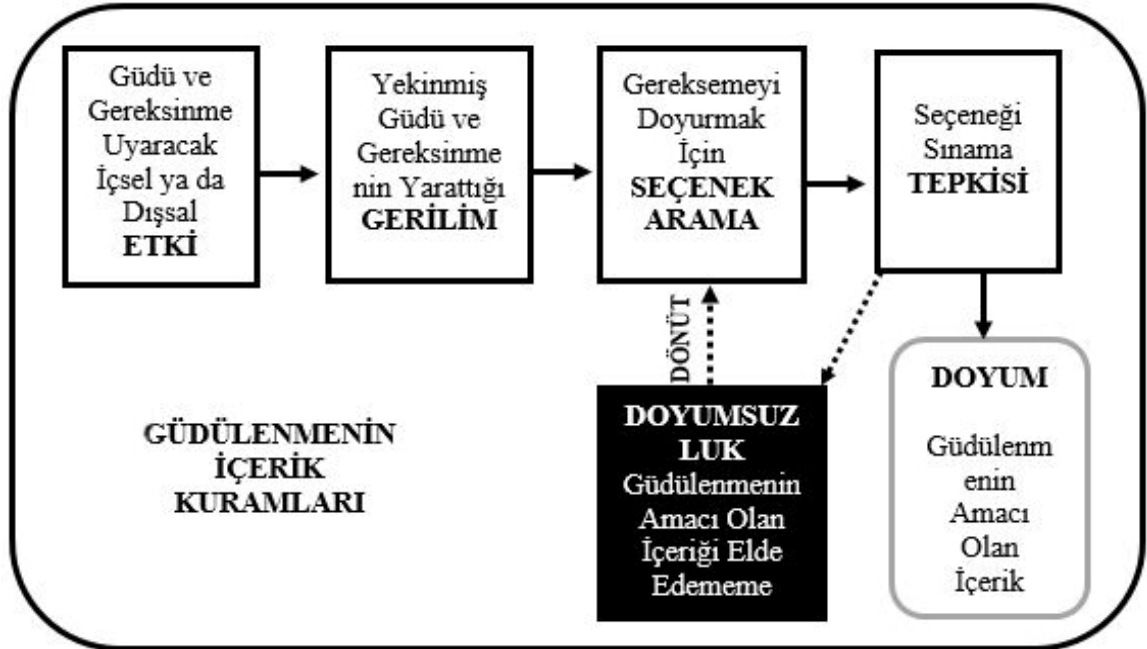 Güdü ve
Gereksinme
Uyaracak
İçsel ya da
Dışsal
ETKİ
Yekinmiş
Güdü ve
Gereksinme
nin Yarattığı
GERİLİM
Gereksemeyi
Doyurmak
İçin
SEÇENEK
ARAMA
Seçeneği
Sınama
TEPKİSİ
DÖNÜT
GÜDÜLENMENİN
İÇERİK
KURAMLARI
DOYUMSUZ
LUK
Güdülenmenin
Amacı Olan
İçeriği Elde
Edememe
DOYUM
Güdülenm
enin
Amacı
Olan
İçerik